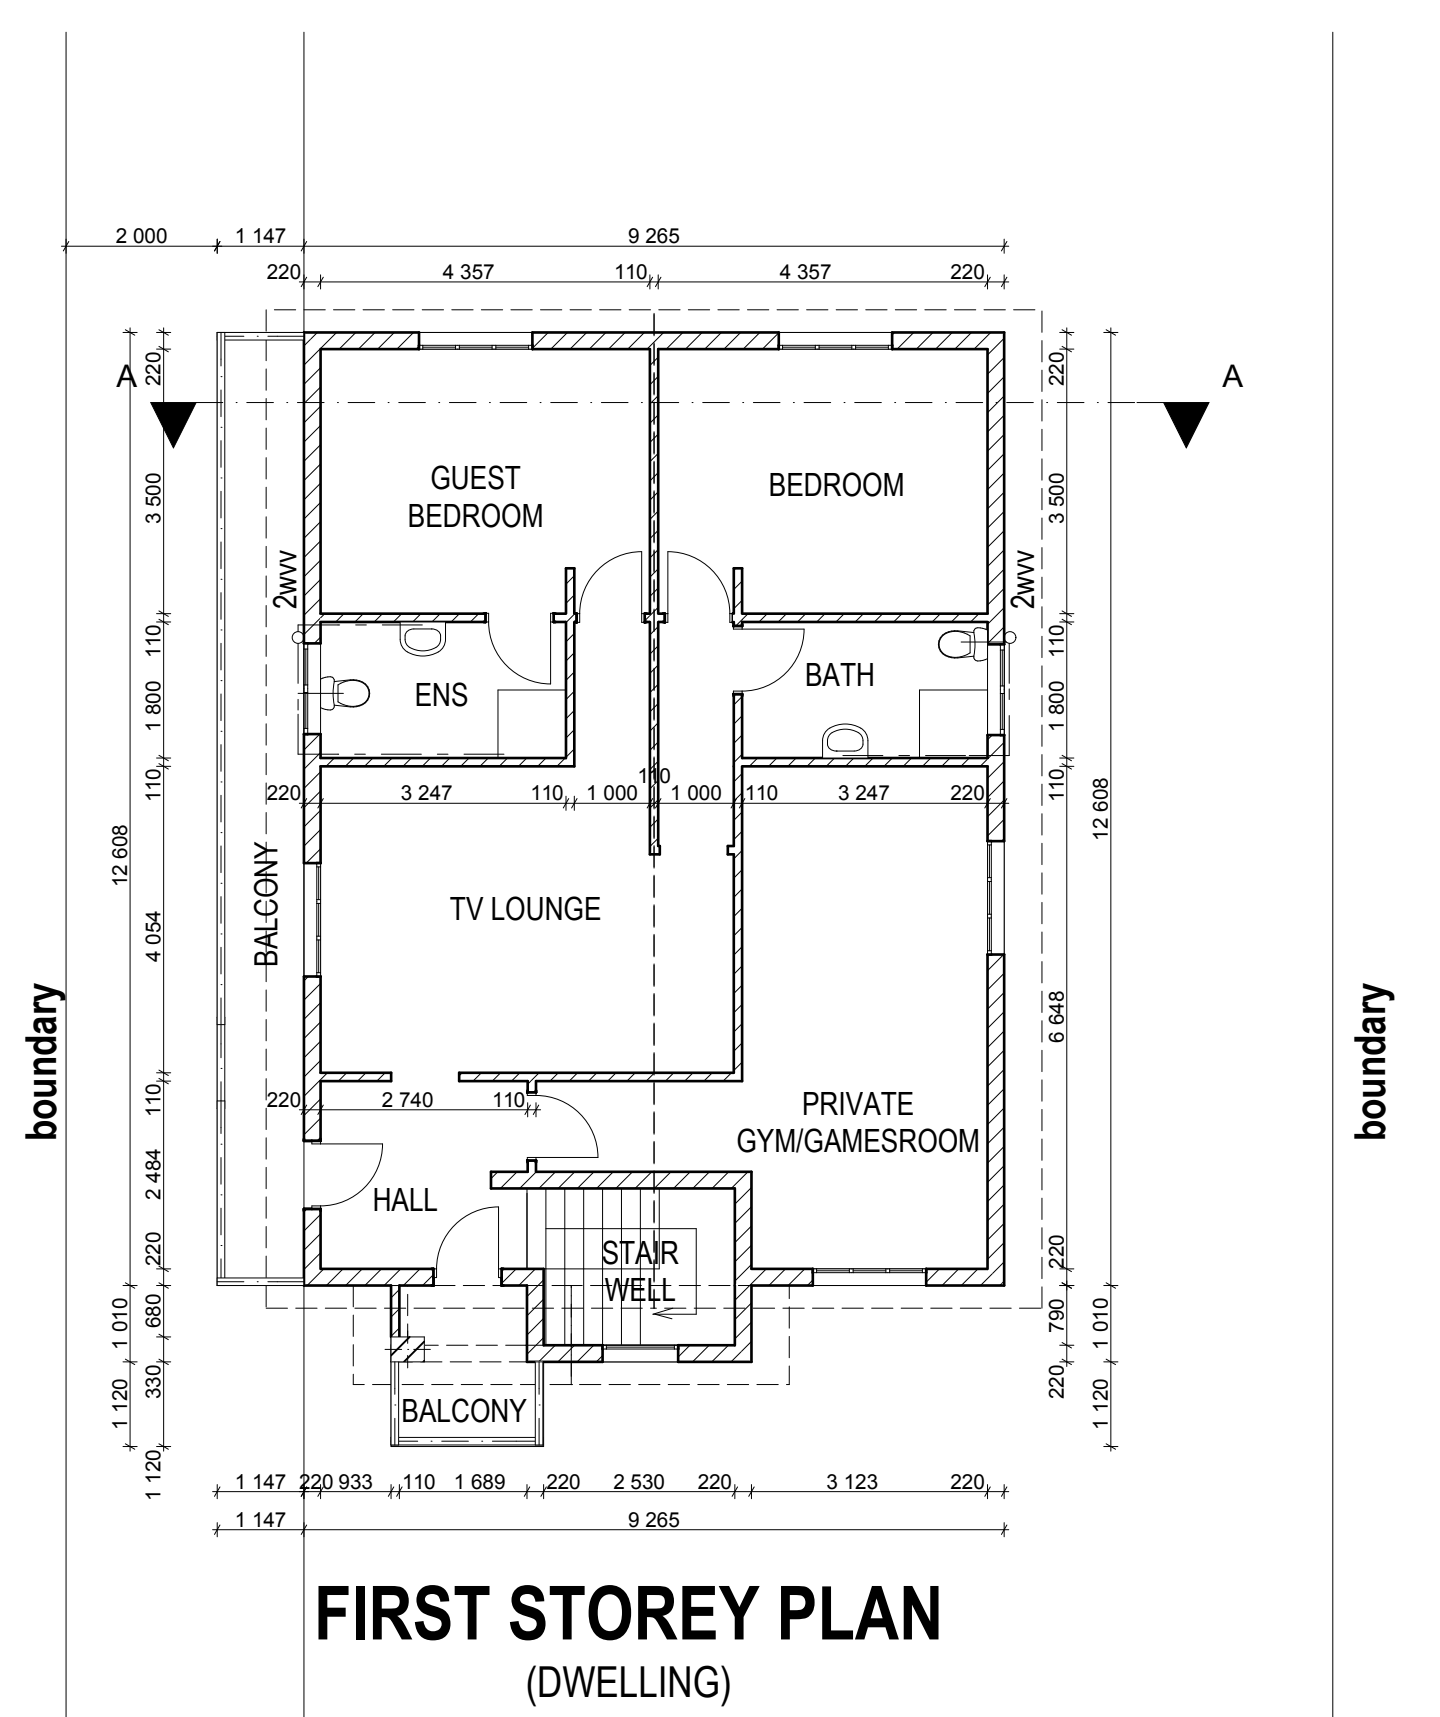 2 000
1 147
9 265
220
4 357
110
4 357
220
A
A
220
220
GUEST
BEDROOM
BEDROOM
3 500
3 500
2wvv
2wvv
110
110
ENS
BATH
1 800
1 800
110
110
110
220
3 247
110
1 000
1 000
110
3 247
220
12 608
12 608
BALCONY
TV LOUNGE
4 054
6 648
boundary
boundary
110
220
2 740
110
PRIVATE
GYM/GAMESROOM
2 484
HALL
220
220
STAIR
WELL
1 010
680
790
1 010
1 120
330
220
1 120
BALCONY
1 120
1 147
220
933
110
1 689
220
2 530
220
3 123
220
1 147
9 265
FIRST STOREY PLAN
(DWELLING)